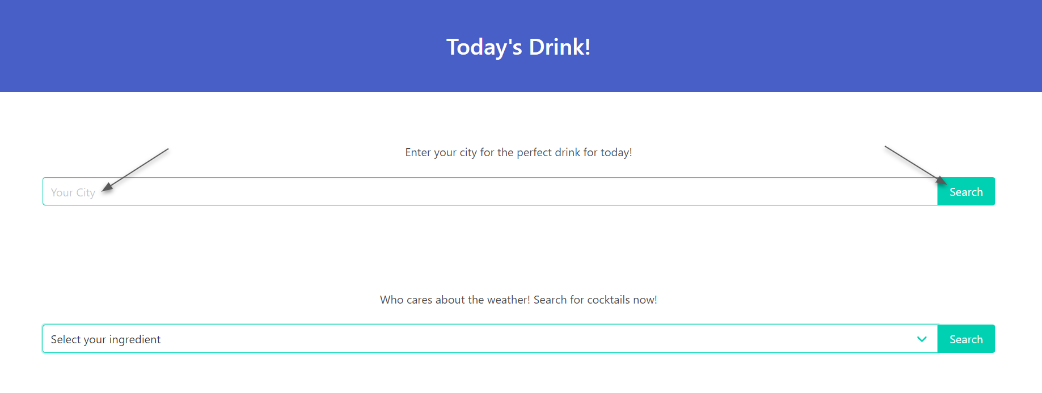 Today's Drink!
Enter your city for the perfect drink for today!
Your City
Search
Who cares about the weather! Search for cocktails now!
Select your ingredient
Search